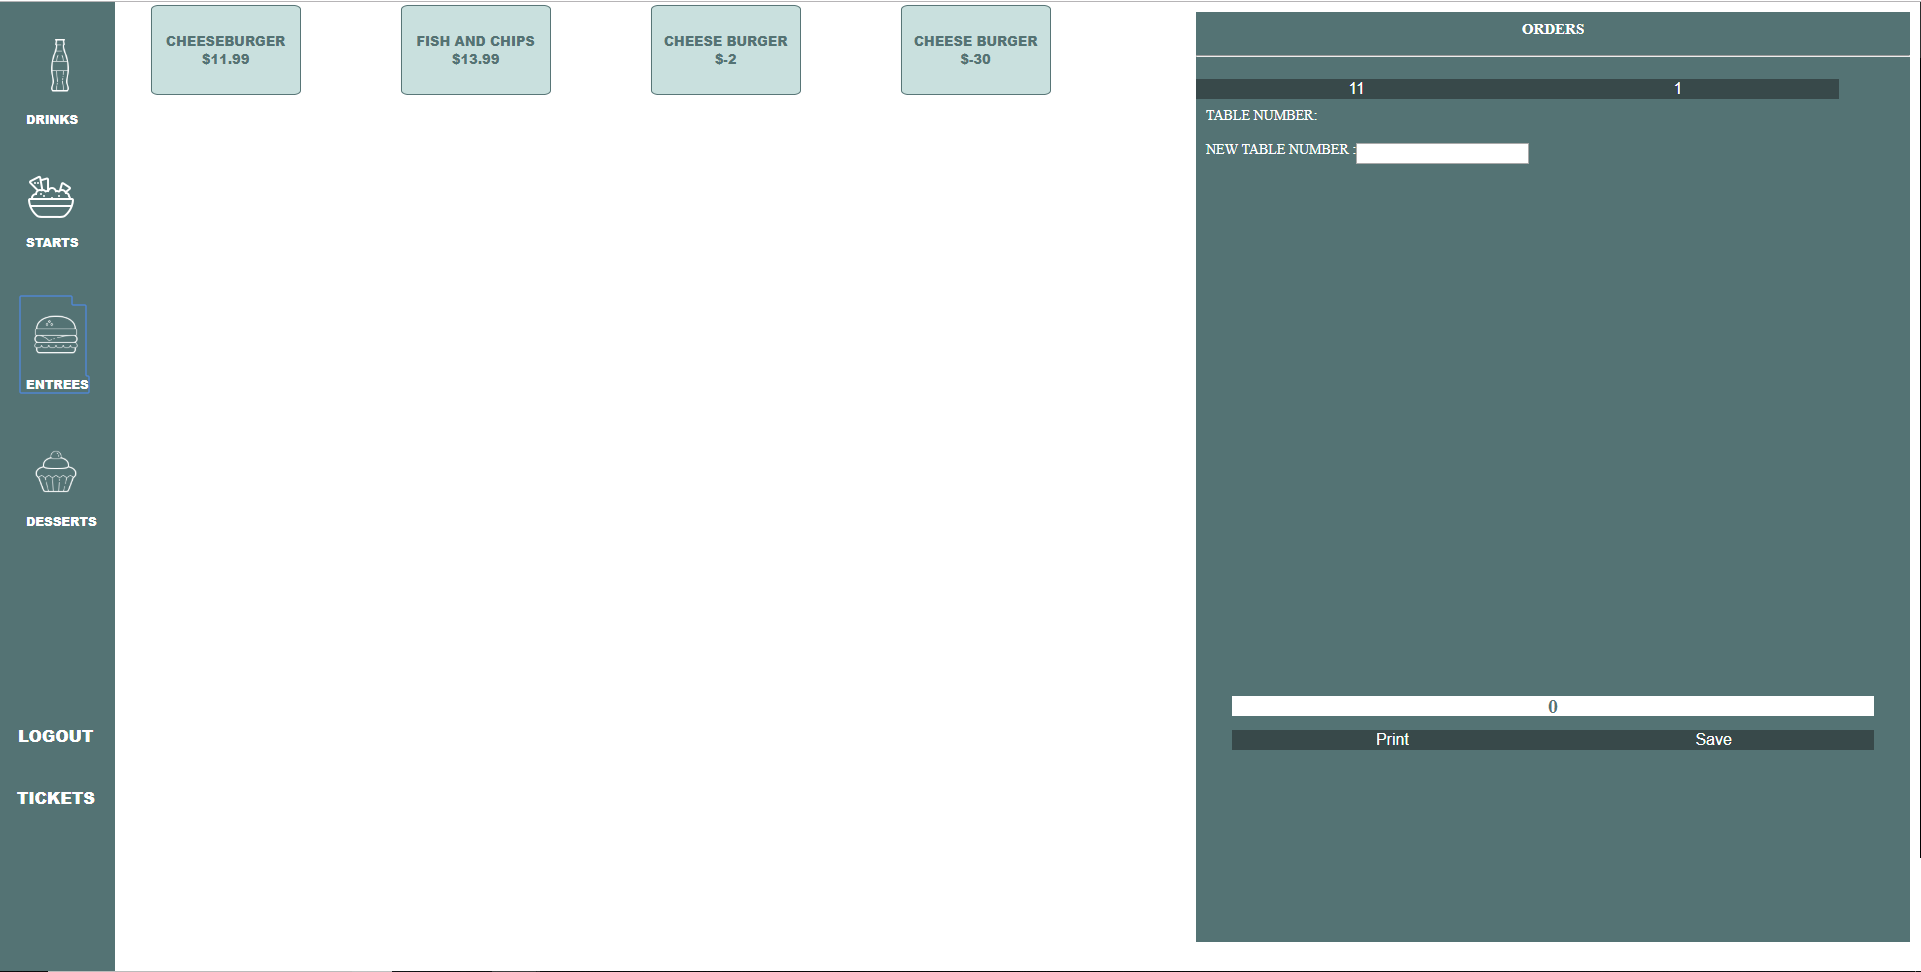 DRINKS
STARTS
ENTREES
DESSERTS
LOGOUT
TICKETS
CHEESEBURGER
$11.99
FISH AND CHIPS
$13.99
CHEESE BURGER
$-2
CHEESE BURGER
$-30
ORDERS
11 1
TABLE NUMBER:
NEW TABLE NUMBER :
0
Print Save